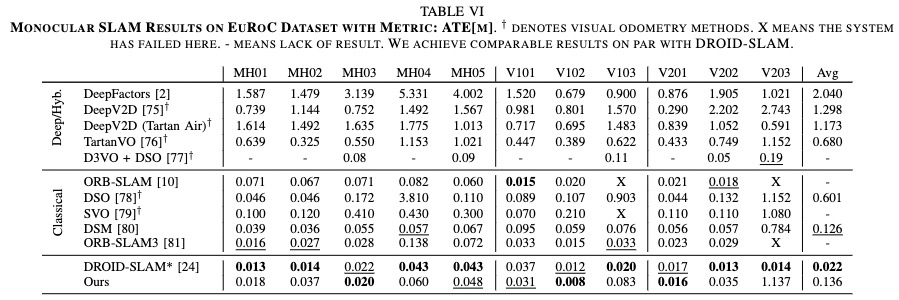 TABLE VI
MONOCULAR SLAM RESULTS ON EUROC DATASET WITH METRIC: ATE[M]. † DENOTES VISUAL ODOMETRY METHODS. X MEANS THE SYSTEM
HAS FAILED HERE. - MEANS LACK OF RESULT. WE ACHIEVE COMPARABLE RESULTS ON PAR WITH DROID-SLAM.
MH01 MH02 MH03 MH04 MH05 V101 V102 V103 V201 V202 V203 Avg
Deep/Hyb.
DeepFactors [2] 1.587 1.479 3.139 5.331 4.002 1.520 0.679 0.900 0.876 1.905 1.021 2.040
DeepV2D [75]† 0.739 1.144 0.752 1.492 1.567 0.981 0.801 1.570 0.290 2.202 2.743 1.298
DeepV2D (Tartan Air)† 1.614 1.492 1.635 1.775 1.013 0.717 0.695 1.483 0.839 1.052 0.591 1.173
TartanVO [76]† 0.639 0.325 0.550 1.153 1.021 0.447 0.389 0.622 0.433 0.749 1.152 0.680
D3VO + DSO [77]† - - 0.08 - 0.09 - - 0.11 - 0.05 0.19 -
Classical
ORB-SLAM [10] 0.071 0.067 0.071 0.082 0.060 0.015 0.020 X 0.021 0.018 X -
DSO [78]† 0.046 0.046 0.172 3.810 0.110 0.089 0.107 0.903 0.044 0.132 1.152 0.601
SVO [79]† 0.100 0.120 0.410 0.430 0.300 0.070 0.210 X 0.110 0.110 1.080 -
DSM [80] 0.039 0.036 0.055 0.057 0.067 0.095 0.059 0.076 0.056 0.057 0.784 0.126
ORB-SLAM3 [81] 0.016 0.027 0.028 0.138 0.072 0.033 0.015 0.033 0.023 0.029 X -
DROID-SLAM* [24] 0.013 0.014 0.022 0.043 0.043 0.037 0.012 0.020 0.017 0.013 0.014 0.022
Ours 0.018 0.037 0.020 0.060 0.048 0.031 0.008 0.083 0.016 0.035 1.137 0.136